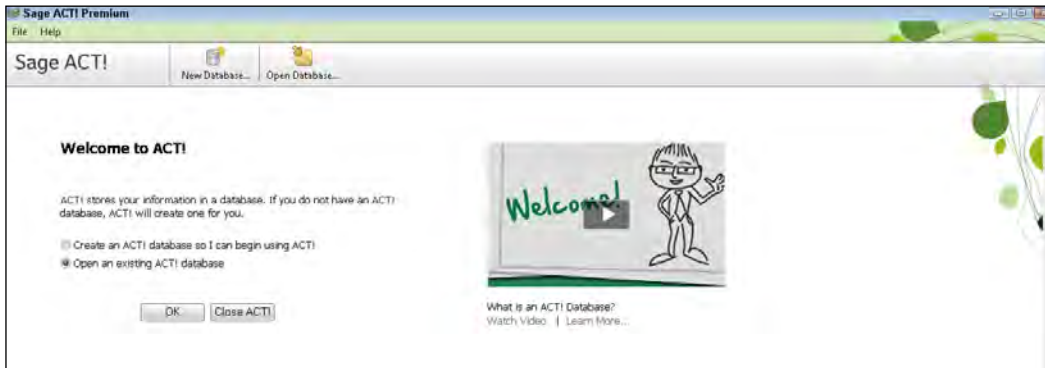 Sage ACT! Premium
File Help
Sage ACT!
New Database...
Open Database...
Welcome to ACT!
ACT! stores your information in a database. If you do not have an ACT!
database, ACT! will create one for you.
Create an ACT! database so I can begin using ACT!
Open an existing ACT! database
OK
Close ACT!
Welcome!
What is an ACT! Database?
Watch Video | Learn More...